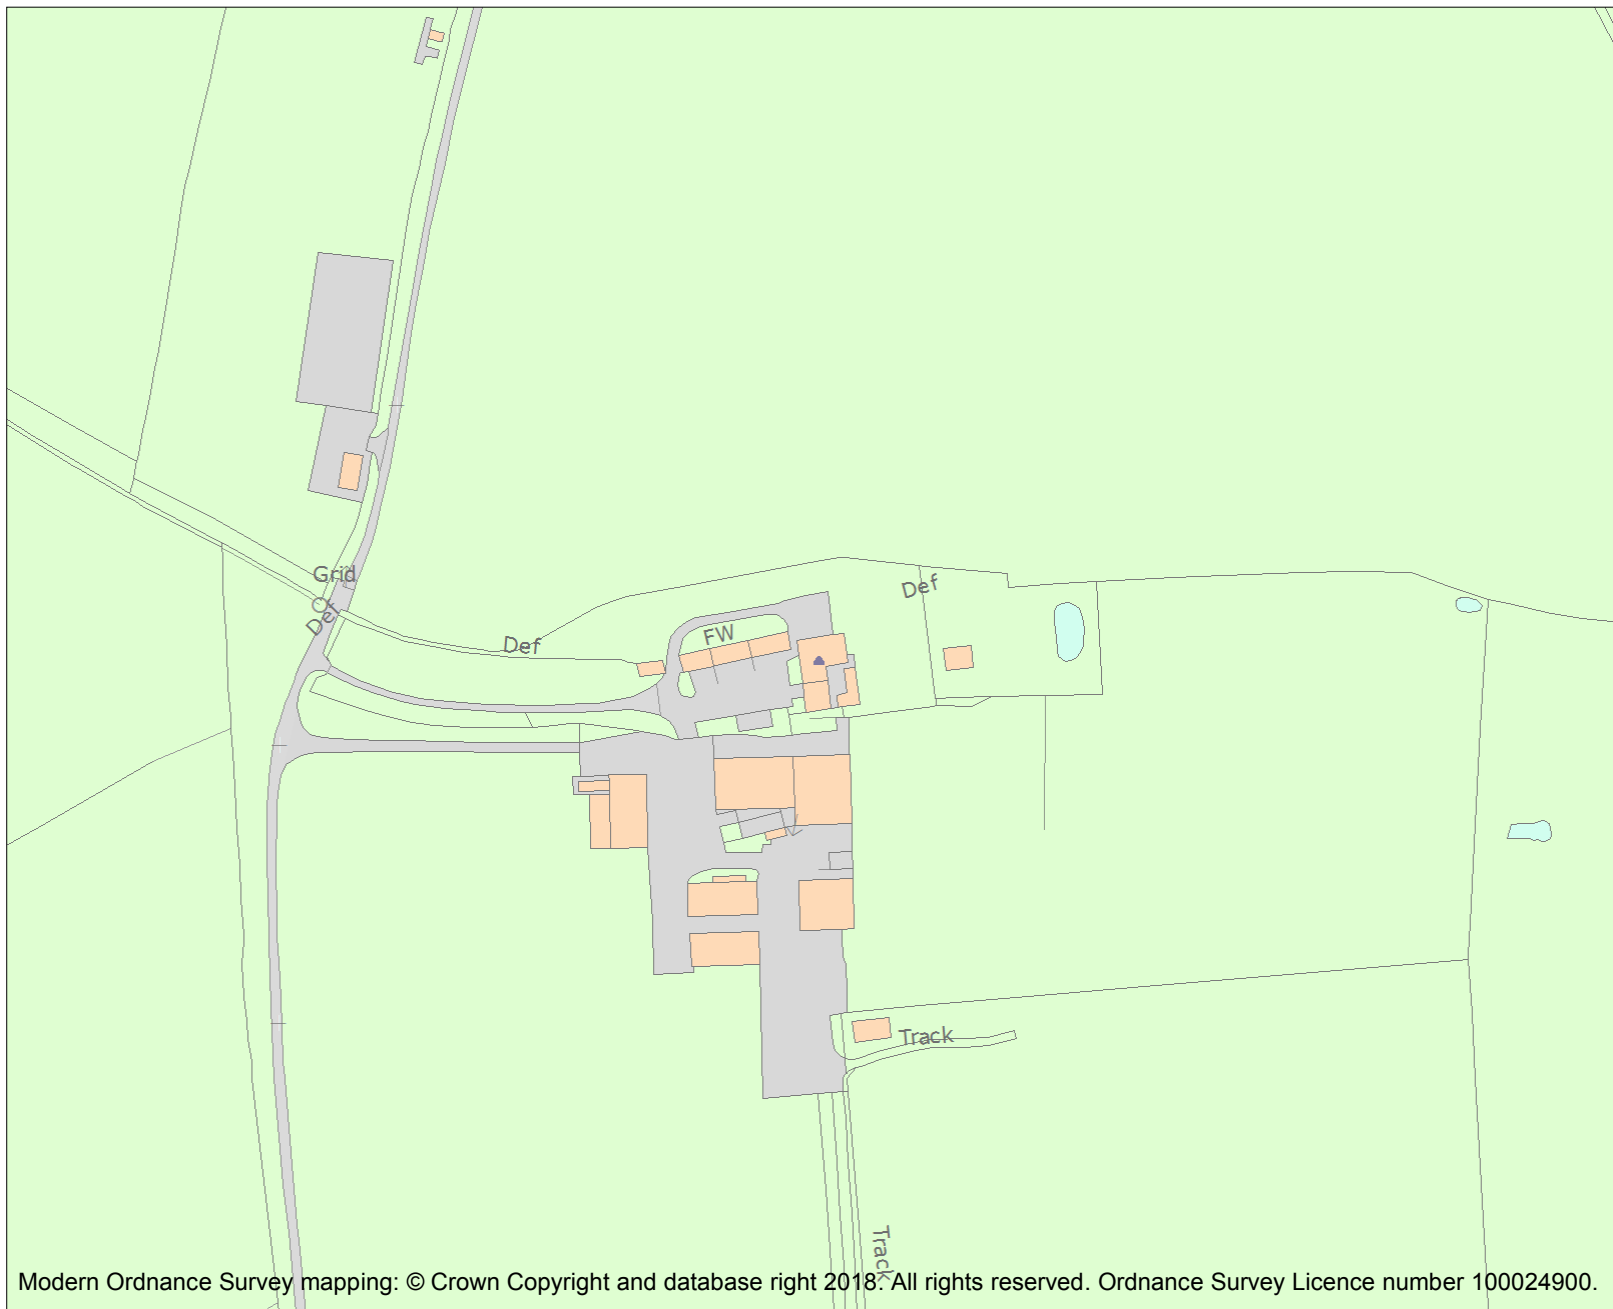 Grid
Def
Def
FW
Def
Track
Track
Modern Ordnance Survey mapping: © Crown Copyright and database right 2018. All rights reserved. Ordnance Survey Licence number 100024900.